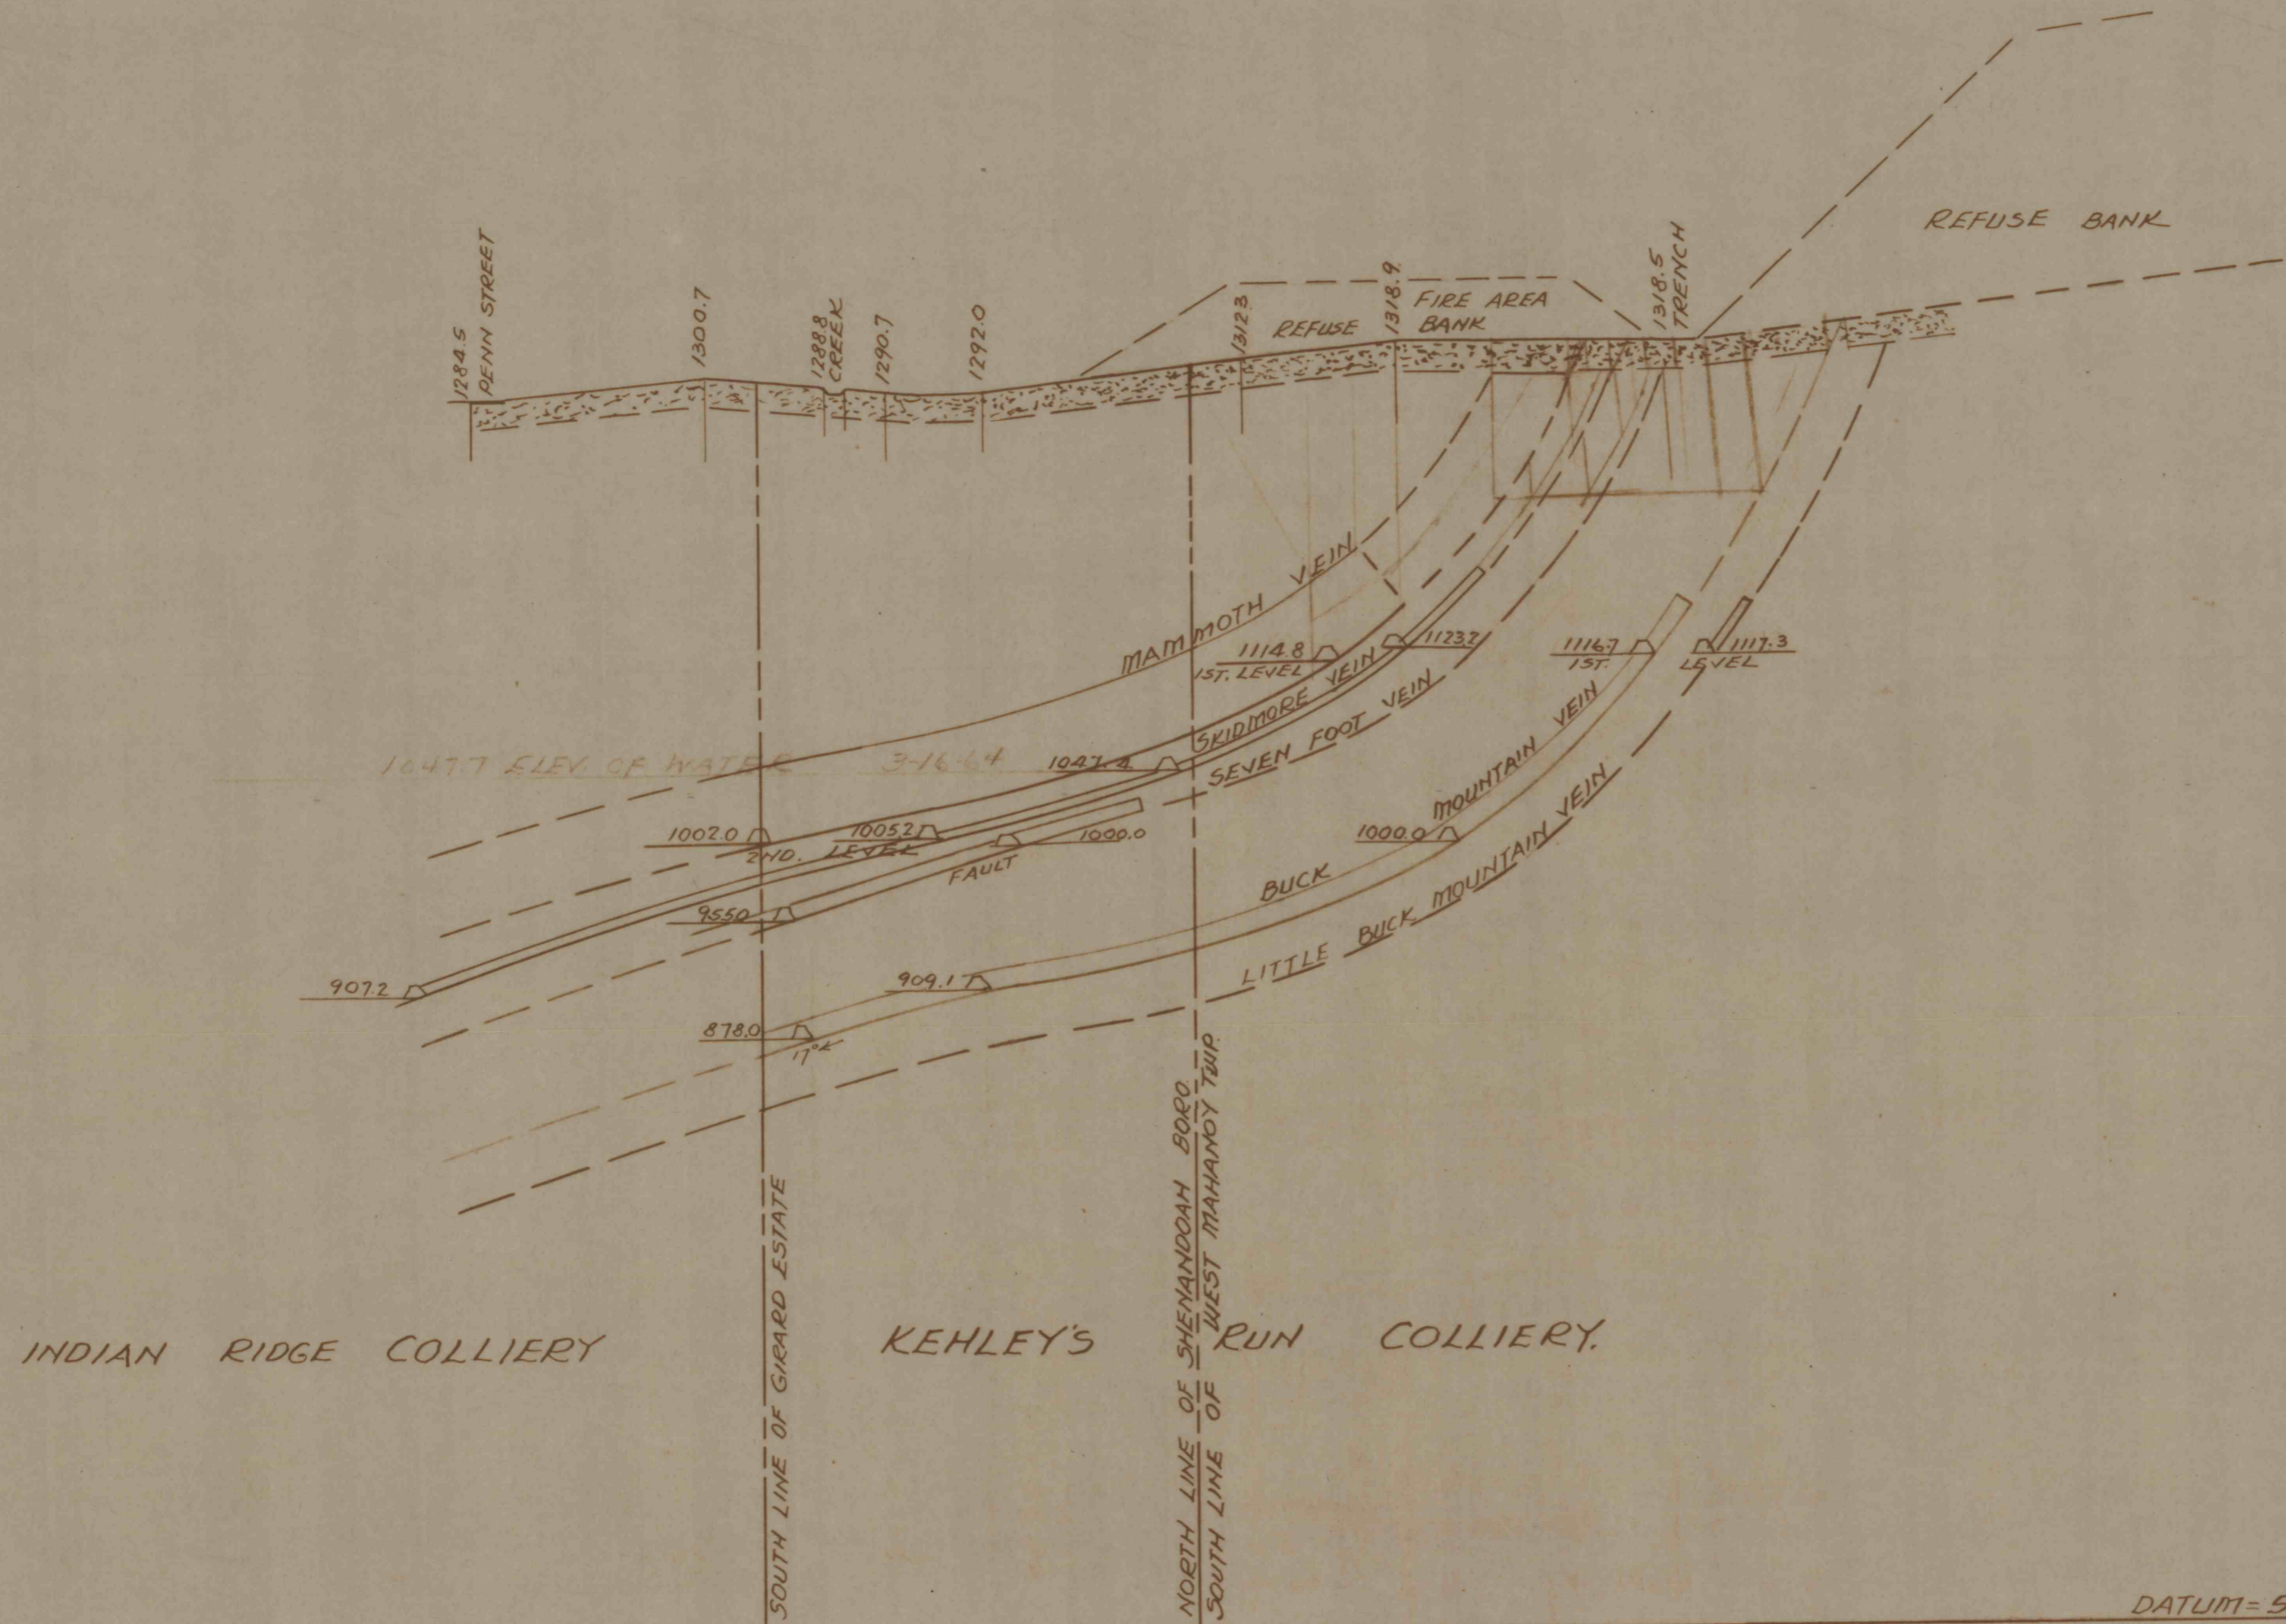 REFUSE BANK
1284.5
PENN STREET
1300.7
1288.8
CREEK
1290.7
1292.0
1312.3
REFUSE
1318.9
FIRE AREA
BANK
1318.5
TRENCH
MAMMOTH VEIN
1114.8
1ST. LEVEL
1123.2
SKIDMORE VEIN
SEVEN FOOT VEIN
1116.7
1ST.
1117.3
LEVEL
1047.7 ELEV. OF WATER 3-16-64
1047.4
1002.0
2ND.
1005.2
LEVEL
1000.0
FAULT
1000.0
BUCK MOUNTAIN VEIN
955.0
907.2
909.1
LITTLE BUCK MOUNTAIN VEIN
878.0
17°
SOUTH LINE OF GIRARD ESTATE
NORTH LINE OF SHENANDOAH BORO.
SOUTH LINE OF WEST MAHANOY TWP.
INDIAN RIDGE COLLIERY
KEHLEY'S RUN COLLIERY.
DATUM=